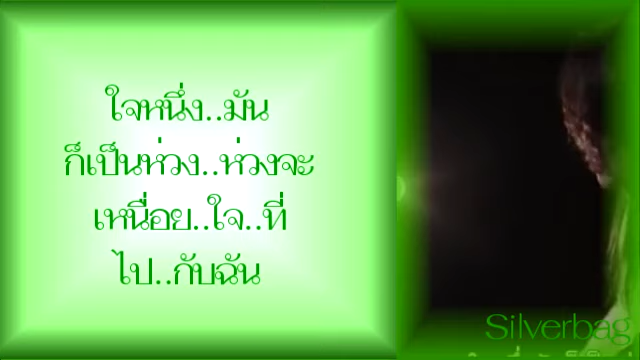 ใจหนึ่ง..มัน
ก็เป็นห่วง..ห่วงจะ
เหนื่อย..ใจ..ที่
ไป..กับฉัน
Silverbag